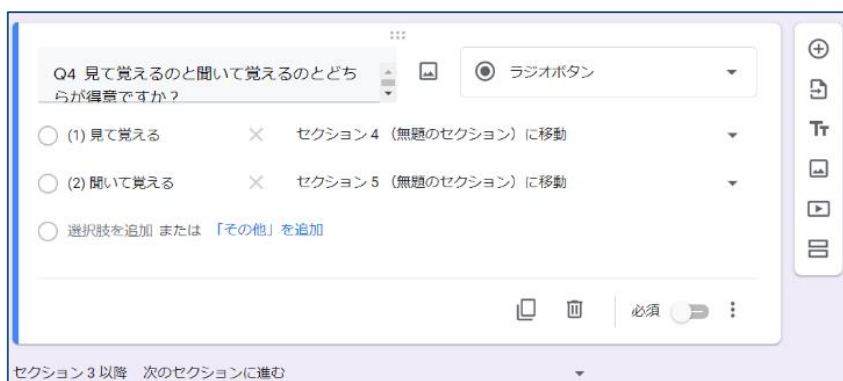 Q4 見て覚えるのと聞いて覚えるのとどち
らが得意ですか？
ラジオボタン
(1) 見て覚える
セクション 4 （無題のセクション）に移動
(2) 聞いて覚える
セクション 5 （無題のセクション）に移動
選択肢を追加 または 「その他」を追加
必須
Tт
セクション 3 以降 次のセクションに進む